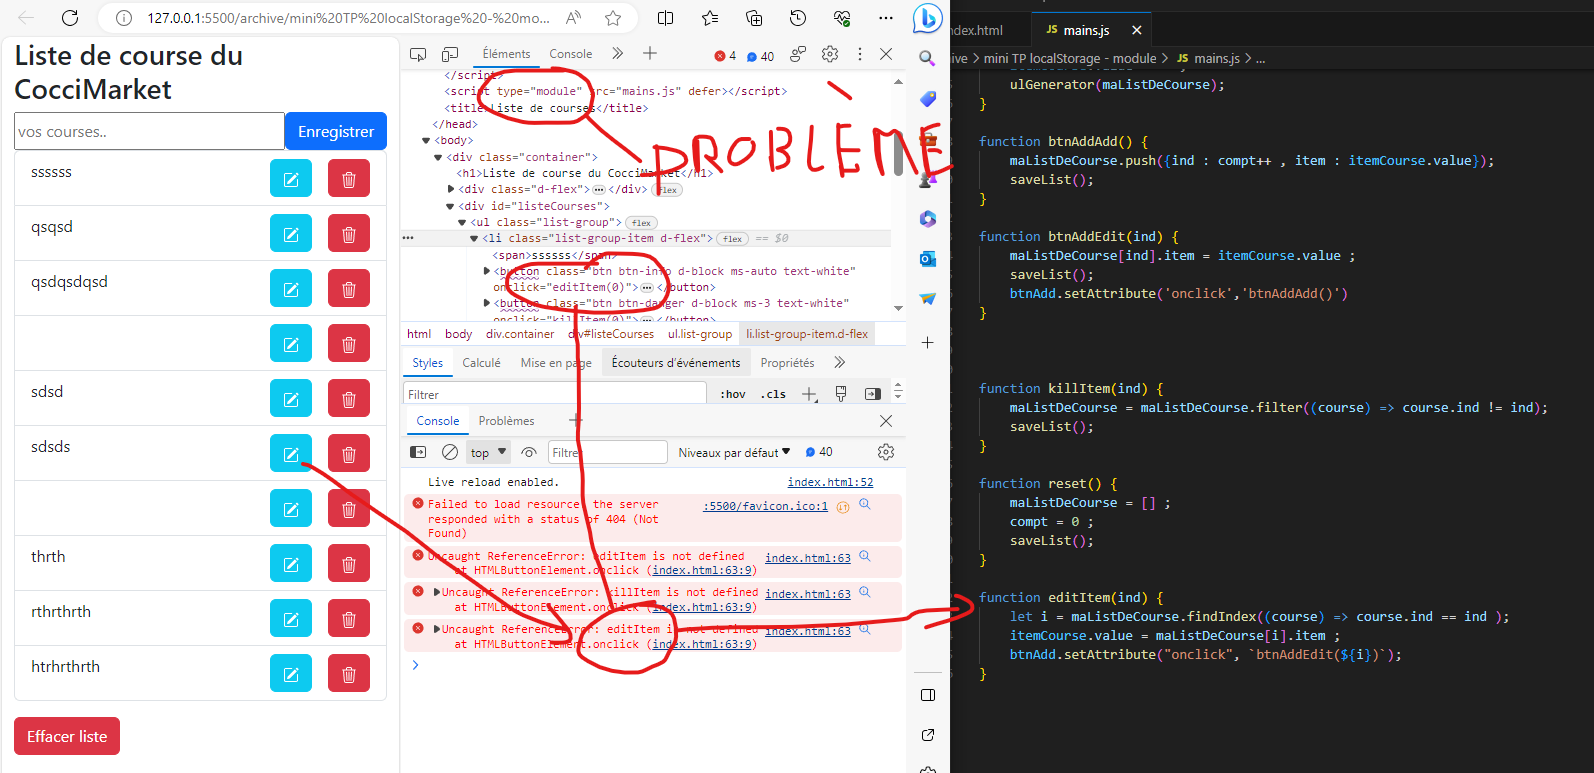 127.0.0.1:5500/archive/mini%20TP%20localStorage%20-%20mo...
Liste de course du
CocciMarket
vos courses..
Enregistrer
ssssss
qsqsd
qsdqsdqsd
sdsd
sdsds
thrth
rthrthrth
htrhrthrth
Effacer liste
Éléments
Console
4
40
</script>
<script type="module" src="mains.js" defer></script>
<title>Liste de courses</title>
</head>
<body>
<div class="container">
<h1>Liste de course du CocciMarket</h1>
<div class="d-flex"> ... </div> flex
<div id="listeCourses">
<ul class="list-group"> flex
<li class="list-group-item d-flex"> flex == $0
<span>ssssss</span>
<button class="btn btn-info d-block ms-auto text-white"
onclick="editItem(0)"> ... </button>
<button class="btn btn-danger d-block ms-3 text-white"
onclick="killItem(0)"> ... </button>
PROBLÈME
html body div.container div#listeCourses ul.list-group li.list-group-item.d-flex
Styles Calculé Mise en page Écouteurs d'événements Propriétés
Filtrer
:hov .cls
Console Problèmes
top
Filtrer
Niveaux par défaut
40
Live reload enabled. index.html:52
Failed to load resource: the server :5500/favicon.ico:1
responded with a status of 404 (Not
Found)
Uncaught ReferenceError: editItem is not defined index.html:63
at HTMLButtonElement.onclick (index.html:63:9)
Uncaught ReferenceError: killItem is not defined index.html:63
at HTMLButtonElement.onclick (index.html:63:9)
Uncaught ReferenceError: editItem is not defined index.html:63
at HTMLButtonElement.onclick (index.html:63:9)
ndex.html
JS mains.js
ive > mini TP localStorage - module > JS mains.js > ...
ulGenerator(maListDeCourse);
}
function btnAddAdd() {
maListDeCourse.push({ind : compt++ , item : itemCourse.value});
saveList();
}
function btnAddEdit(ind) {
maListDeCourse[ind].item = itemCourse.value ;
saveList();
btnAdd.setAttribute('onclick','btnAddAdd()')
}
function killItem(ind) {
maListDeCourse = maListDeCourse.filter((course) => course.ind != ind);
saveList();
}
function reset() {
maListDeCourse = [] ;
compt = 0 ;
saveList();
}
function editItem(ind) {
let i = maListDeCourse.findIndex((course) => course.ind == ind );
itemCourse.value = maListDeCourse[i].item ;
btnAdd.setAttribute("onclick", `btnAddEdit(${i})`);
}